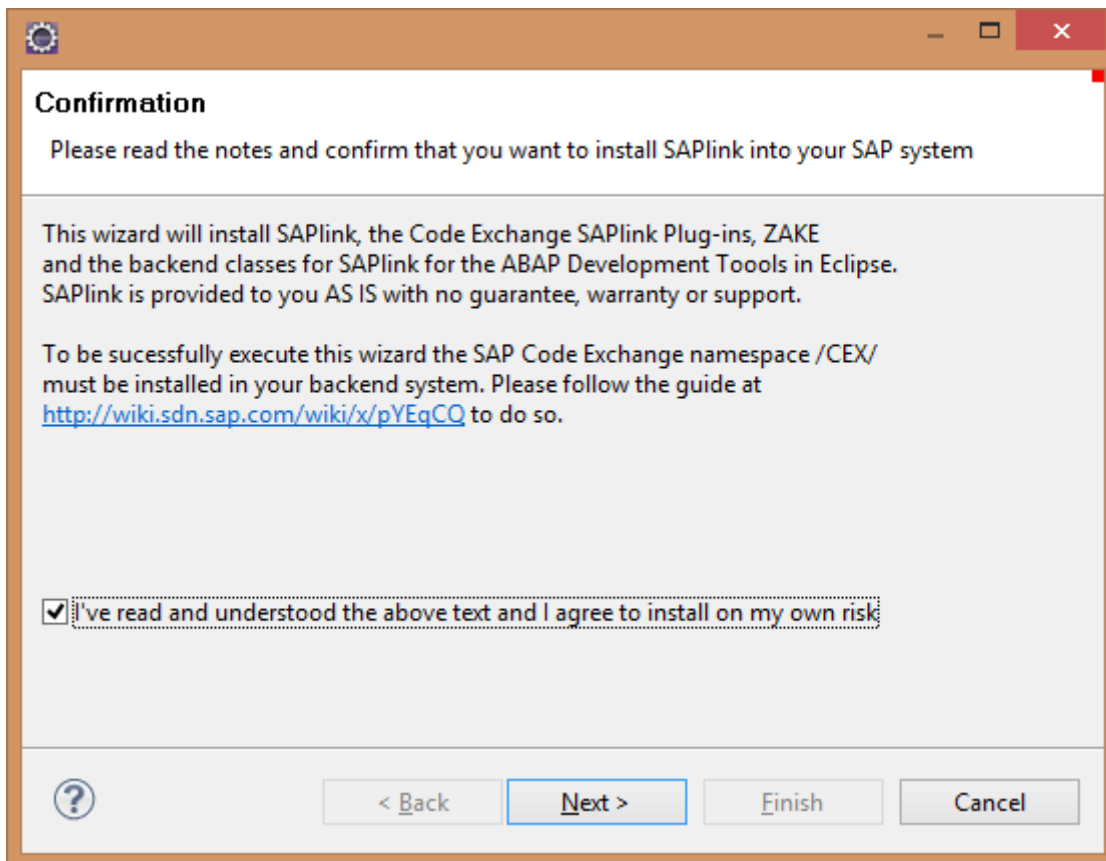 Confirmation
Please read the notes and confirm that you want to install SAPlink into your SAP system
This wizard will install SAPlink, the Code Exchange SAPlink Plug-ins, ZAKE
and the backend classes for SAPlink for the ABAP Development Toools in Eclipse.
SAPlink is provided to you AS IS with no guarantee, warranty or support.
To be sucessfully execute this wizard the SAP Code Exchange namespace /CEX/
must be installed in your backend system. Please follow the guide at
http://wiki.sdn.sap.com/wiki/x/pYEqCQ to do so.
I've read and understood the above text and I agree to install on my own risk
< Back Next > Finish Cancel